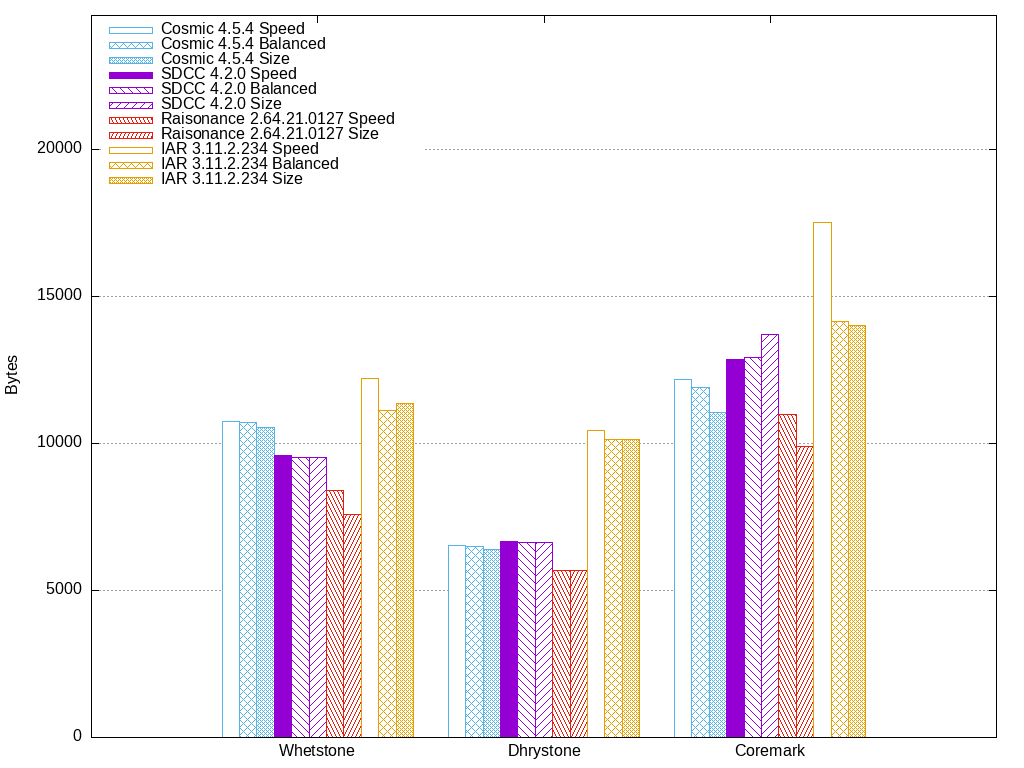 Cosmic 4.5.4 Speed
Cosmic 4.5.4 Balanced
Cosmic 4.5.4 Size
SDCC 4.2.0 Speed
SDCC 4.2.0 Balanced
SDCC 4.2.0 Size
Raisonance 2.64.21.0127 Speed
Raisonance 2.64.21.0127 Size
IAR 3.11.2.234 Speed
IAR 3.11.2.234 Balanced
IAR 3.11.2.234 Size
20000
15000
10000
5000
0
Bytes
Whetstone
Dhrystone
Coremark